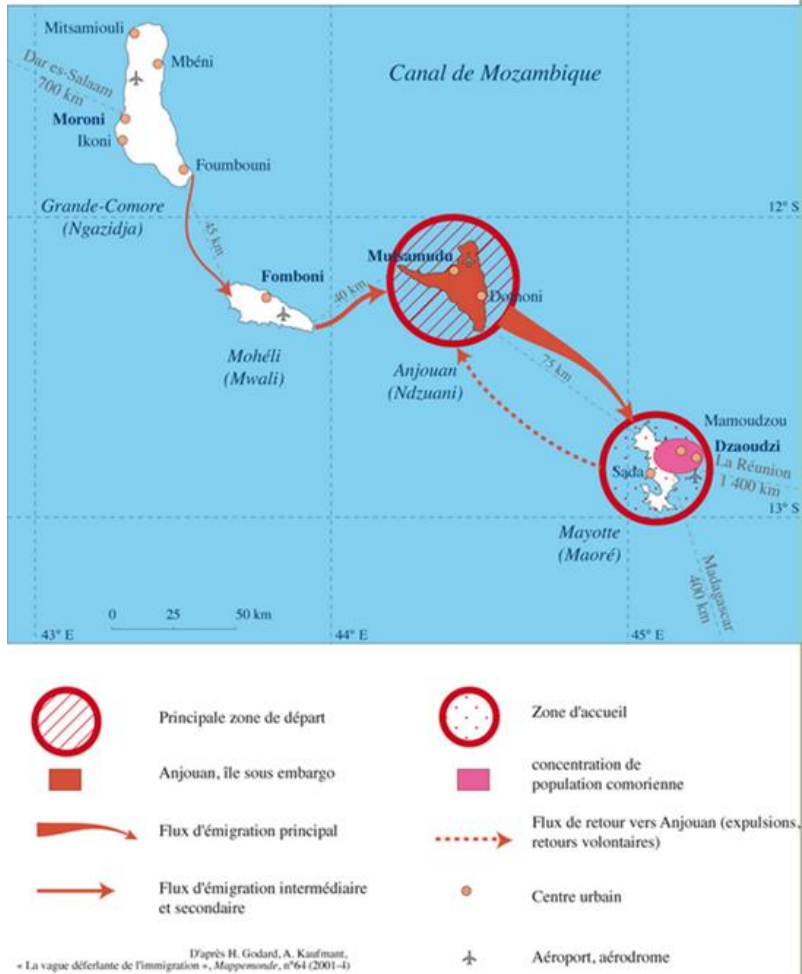 Mitsamiouli
Mbéni
Canal de Mozambique
Dar es-Salaam
700 km
Moroni
Ikoni
Foumbouni
12° S
Grande-Comore
(Ngazidja)
45 km
Mutsamudu
Fomboni
40 km
Domoni
Mohéli
(Mwali)
Anjouan
(Ndzuani)
75 km
Mamoudzou
Dzaoudzi
Sada
La Réunion
1 400 km
13° S
Mayotte
(Maoré)
Madagascar
400 km
0 25 50 km
43° E
44° E
45° E
Principale zone de départ
Zone d'accueil
Anjouan, île sous embargo
concentration de
population comorienne
Flux d'émigration principal
Flux de retour vers Anjouan (expulsions,
retours volontaires)
Flux d'émigration intermédiaire
et secondaire
Centre urbain
D'après H. Godard, A. Kaufmant,
« La vague déferlante de l'immigration », Mappemonde, n°64 (2001-4)
Aéroport, aérodrome